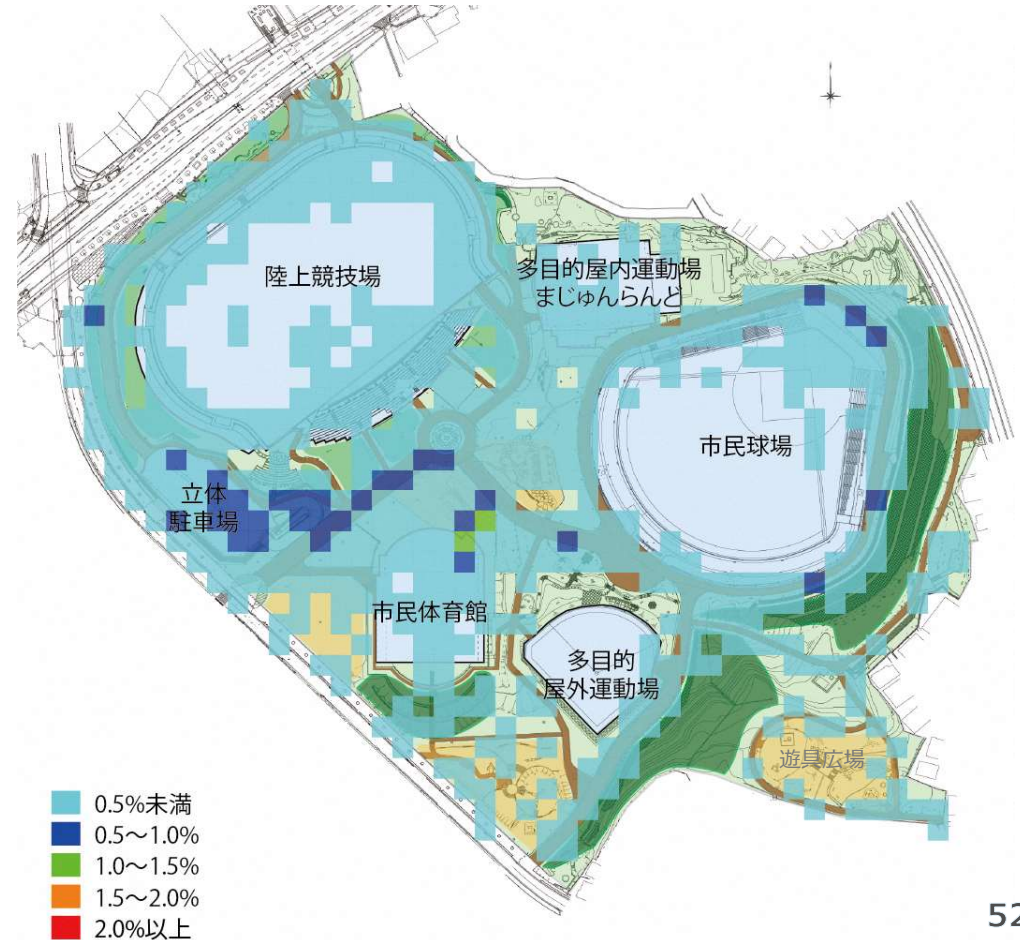 陸上競技場
多目的屋内運動場
まじゅんらんど
市民球場
立体
駐車場
市民体育館
多目的
屋外運動場
遊具広場
0.5%未満
0.5〜1.0%
1.0〜1.5%
1.5〜2.0%
2.0%以上
52